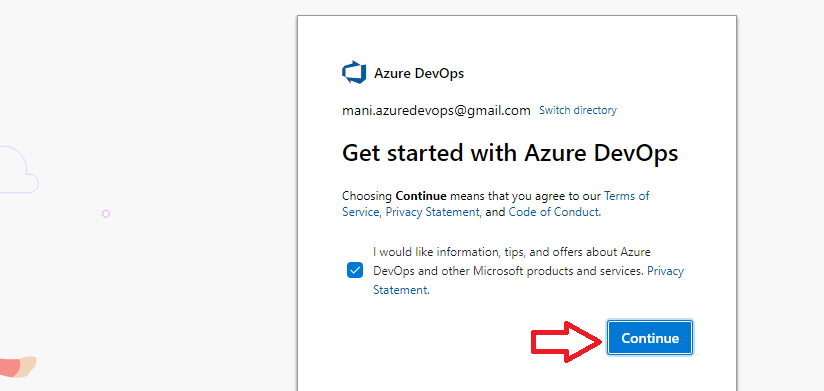 Azure DevOps
mani.azuredevops@gmail.com Switch directory
Get started with Azure DevOps
Choosing Continue means that you agree to our Terms of
Service, Privacy Statement, and Code of Conduct.
I would like information, tips, and offers about Azure
DevOps and other Microsoft products and services. Privacy
Statement.
Continue